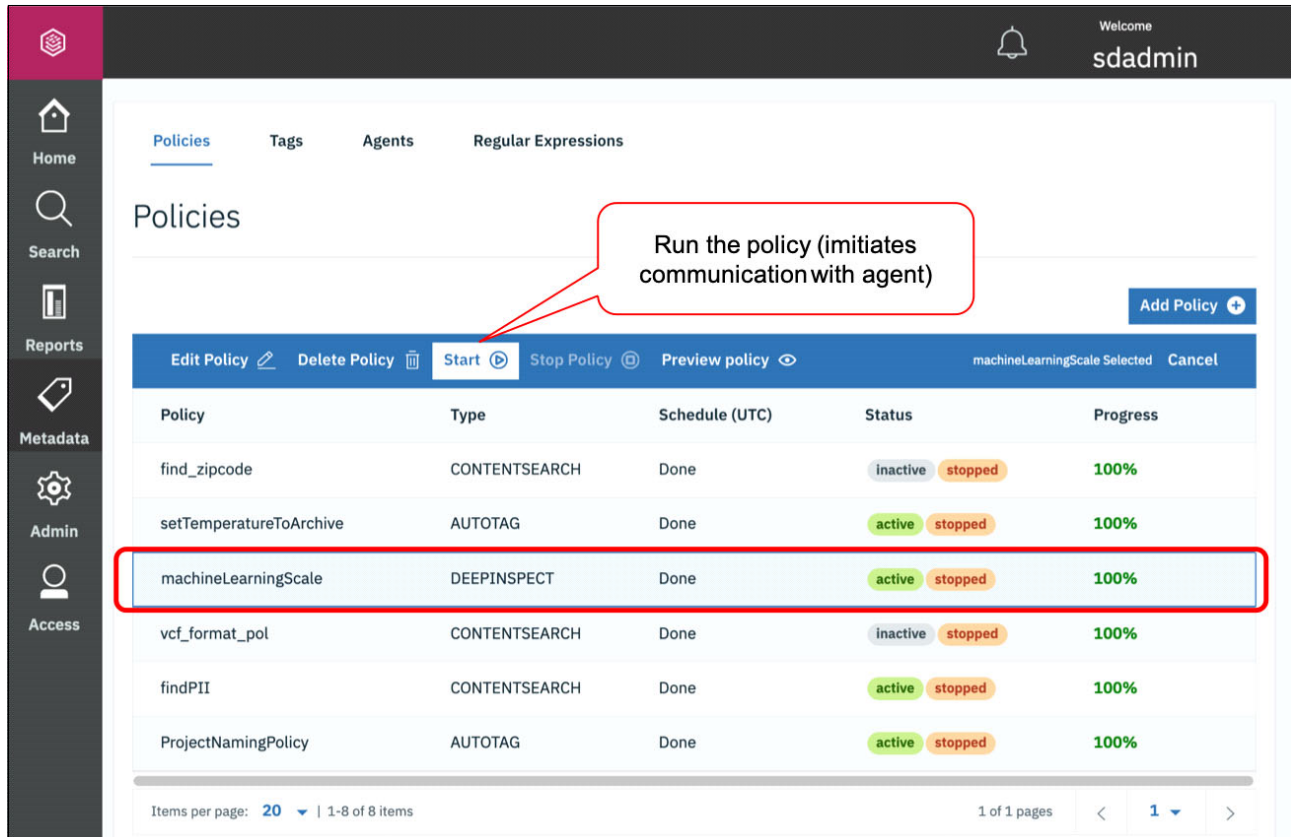 Welcome
sdadmin
Home
Search
Reports
Metadata
Admin
Access
Policies Tags Agents Regular Expressions
Policies
Run the policy (imitiates
communication with agent)
Add Policy
Edit Policy Delete Policy Start Stop Policy Preview policy machineLearningScale Selected Cancel
Policy Type Schedule (UTC) Status Progress
find_zipcode CONTENTSEARCH Done inactive stopped 100%
setTemperatureToArchive AUTOTAG Done active stopped 100%
machineLearningScale DEEPINSPECT Done active stopped 100%
vcf_format_pol CONTENTSEARCH Done inactive stopped 100%
findPII CONTENTSEARCH Done active stopped 100%
ProjectNamingPolicy AUTOTAG Done active stopped 100%
Items per page: 20 | 1-8 of 8 items 1 of 1 pages < 1 >